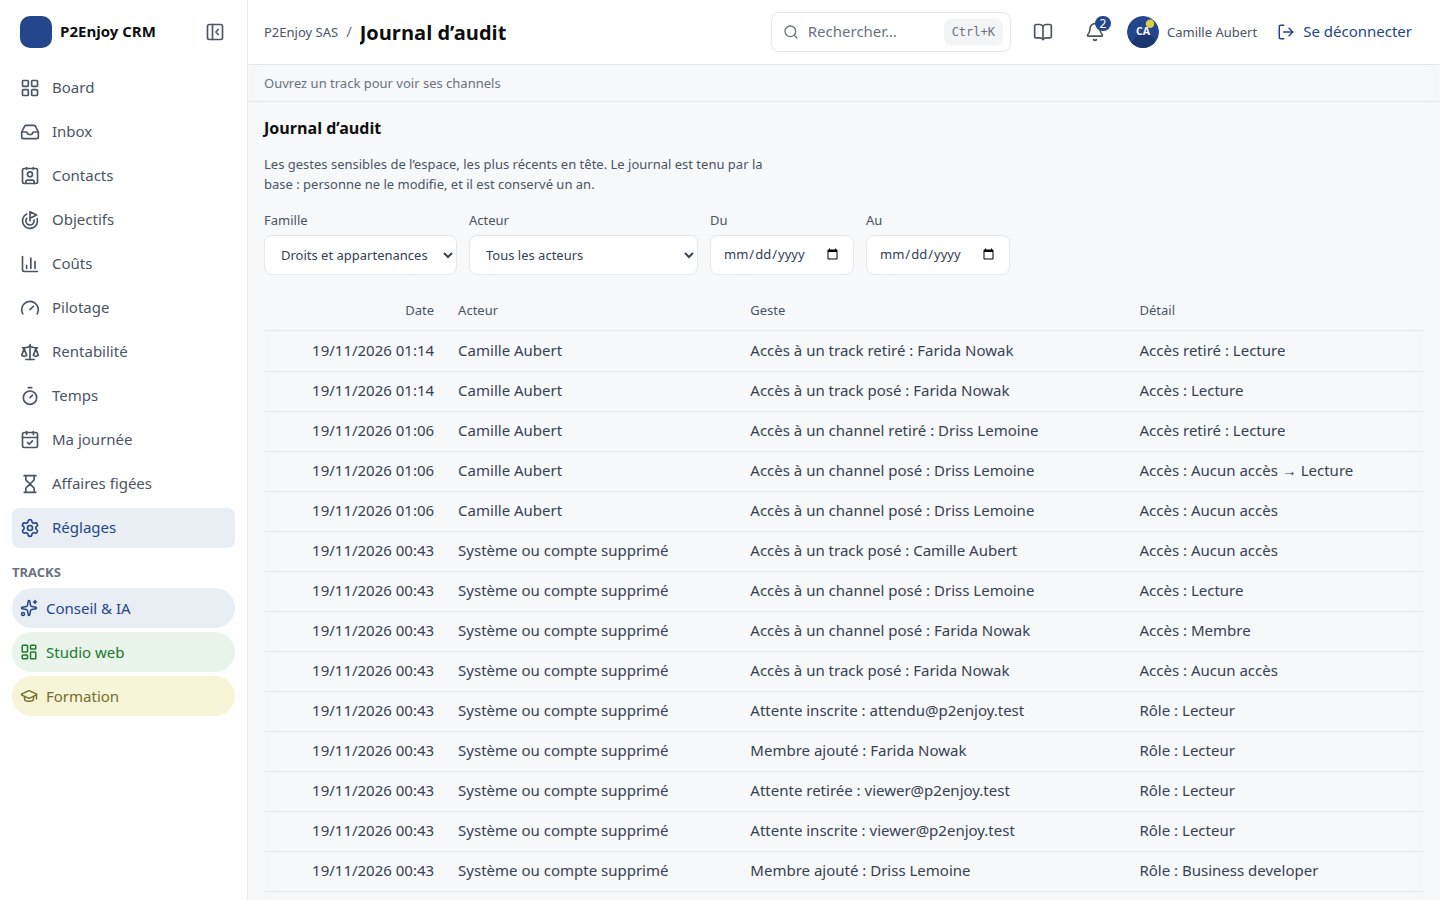 P2Enjoy CRM
P2Enjoy SAS / Journal d’audit
Rechercher... Ctrl+K
2
CA Camille Aubert
Se déconnecter
Board
Inbox
Contacts
Objectifs
Coûts
Pilotage
Rentabilité
Temps
Ma journée
Affaires figées
Réglages
TRACKS
Conseil & IA
Studio web
Formation
Ouvrez un track pour voir ses channels
Journal d’audit
Les gestes sensibles de l’espace, les plus récents en tête. Le journal est tenu par la
base : personne ne le modifie, et il est conservé un an.
Famille Acteur Du Au
Droits et appartenances Tous les acteurs mm/dd/yyyy mm/dd/yyyy
Date Acteur Geste Détail
19/11/2026 01:14 Camille Aubert Accès à un track retiré : Farida Nowak Accès retiré : Lecture
19/11/2026 01:14 Camille Aubert Accès à un track posé : Farida Nowak Accès : Lecture
19/11/2026 01:06 Camille Aubert Accès à un channel retiré : Driss Lemoine Accès retiré : Lecture
19/11/2026 01:06 Camille Aubert Accès à un channel posé : Driss Lemoine Accès : Aucun accès → Lecture
19/11/2026 01:06 Camille Aubert Accès à un channel posé : Driss Lemoine Accès : Aucun accès
19/11/2026 00:43 Système ou compte supprimé Accès à un track posé : Camille Aubert Accès : Aucun accès
19/11/2026 00:43 Système ou compte supprimé Accès à un channel posé : Driss Lemoine Accès : Lecture
19/11/2026 00:43 Système ou compte supprimé Accès à un channel posé : Farida Nowak Accès : Membre
19/11/2026 00:43 Système ou compte supprimé Accès à un track posé : Farida Nowak Accès : Aucun accès
19/11/2026 00:43 Système ou compte supprimé Attente inscrite : attendu@p2enjoy.test Rôle : Lecteur
19/11/2026 00:43 Système ou compte supprimé Membre ajouté : Farida Nowak Rôle : Lecteur
19/11/2026 00:43 Système ou compte supprimé Attente retirée : viewer@p2enjoy.test Rôle : Lecteur
19/11/2026 00:43 Système ou compte supprimé Attente inscrite : viewer@p2enjoy.test Rôle : Lecteur
19/11/2026 00:43 Système ou compte supprimé Membre ajouté : Driss Lemoine Rôle : Business developer